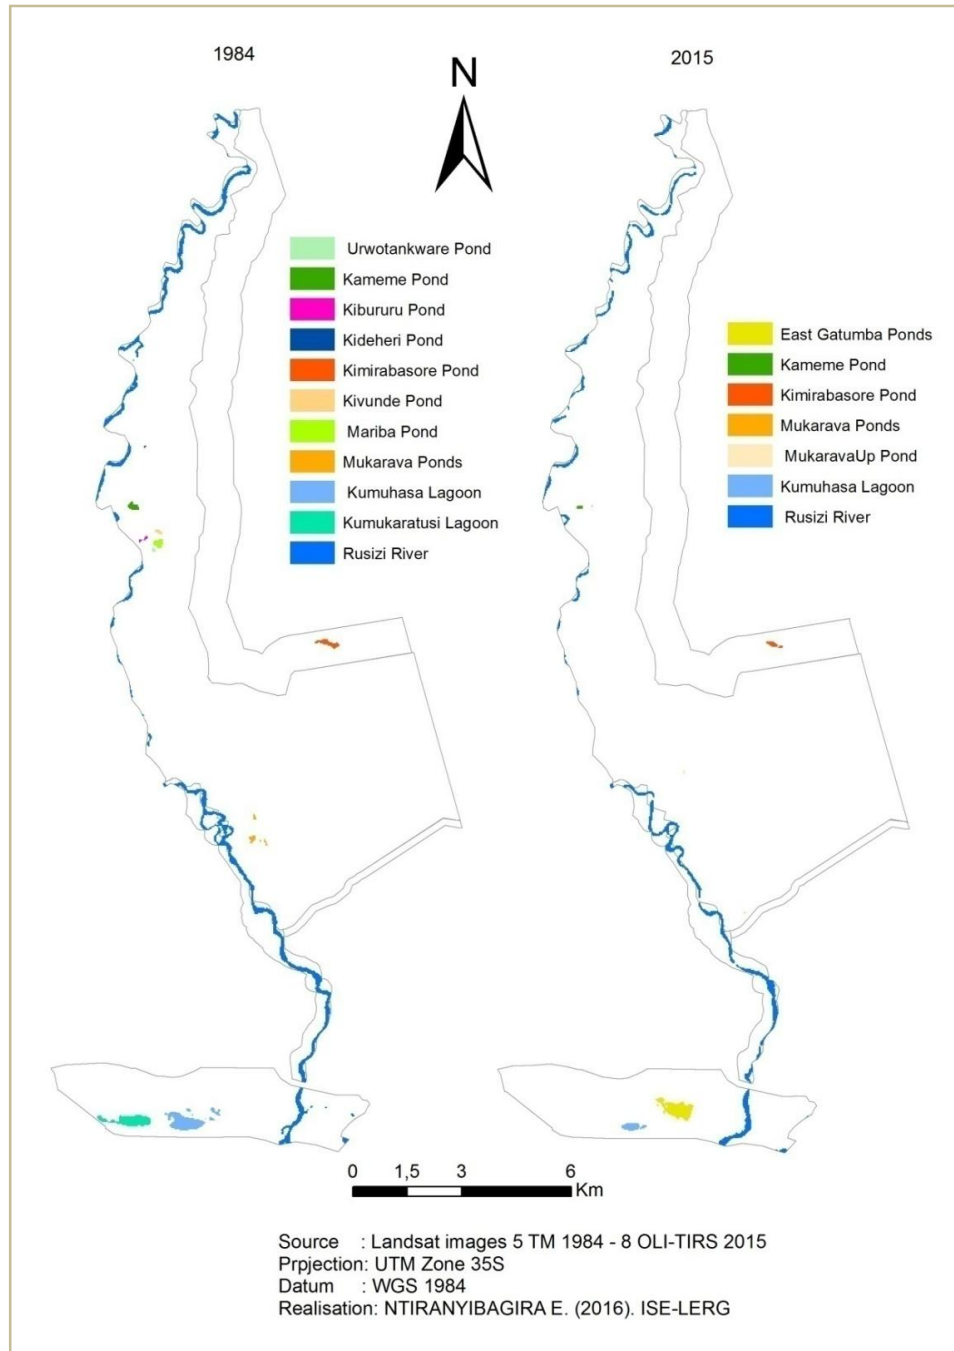 1984
2015
N
Urwotankware Pond
Kameme Pond
Kibururu Pond
Kideheri Pond
Kimirabasore Pond
Kivunde Pond
Mariba Pond
Mukarava Ponds
Kumuhasa Lagoon
Kumukaratusi Lagoon
Rusizi River
East Gatumba Ponds
Kameme Pond
Kimirabasore Pond
Mukarava Ponds
MukaravaUp Pond
Kumuhasa Lagoon
Rusizi River
0 1,5 3 6
Km
Source : Landsat images 5 TM 1984 - 8 OLI-TIRS 2015
Prpjection: UTM Zone 35S
Datum : WGS 1984
Realisation: NTIRANYIBAGIRA E. (2016). ISE-LERG